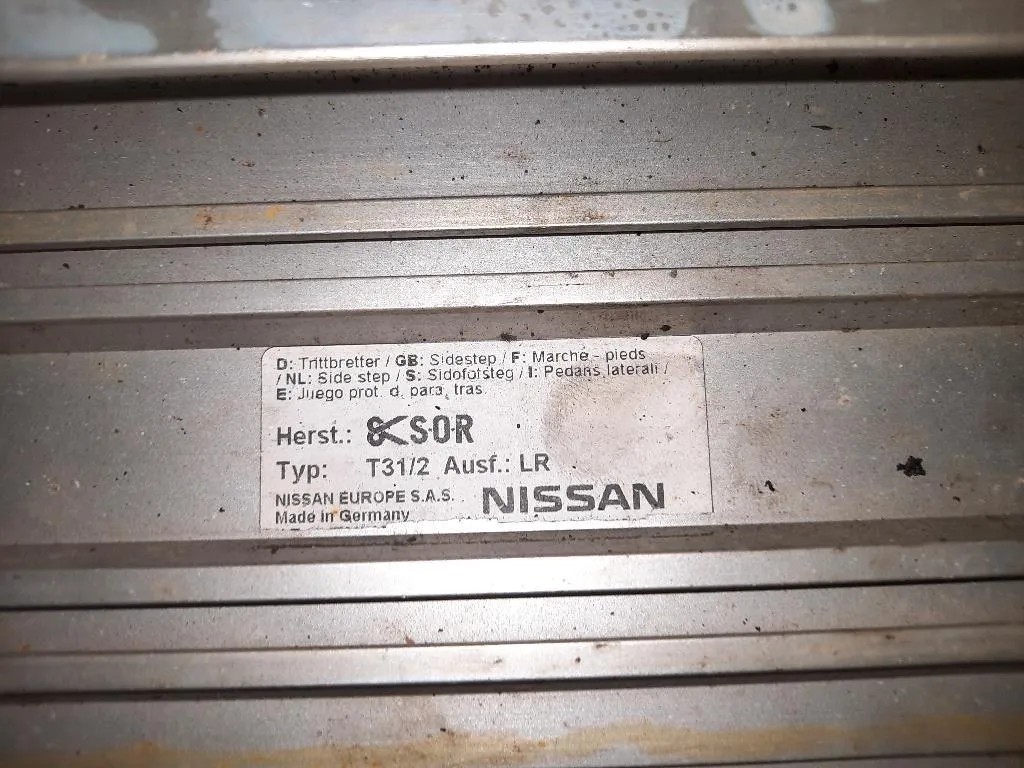 D: Trittbretter / GB: Sidestep / F: Marche - pieds
/ NL: Side step / S: Sidofotsteg / I: Pedans laterali /
E: Juego prot. d. para, tras.
Herst.: SOR
Typ: T31/2 Ausf.: LR
NISSAN EUROPE S.A.S. NISSAN
Made in Germany